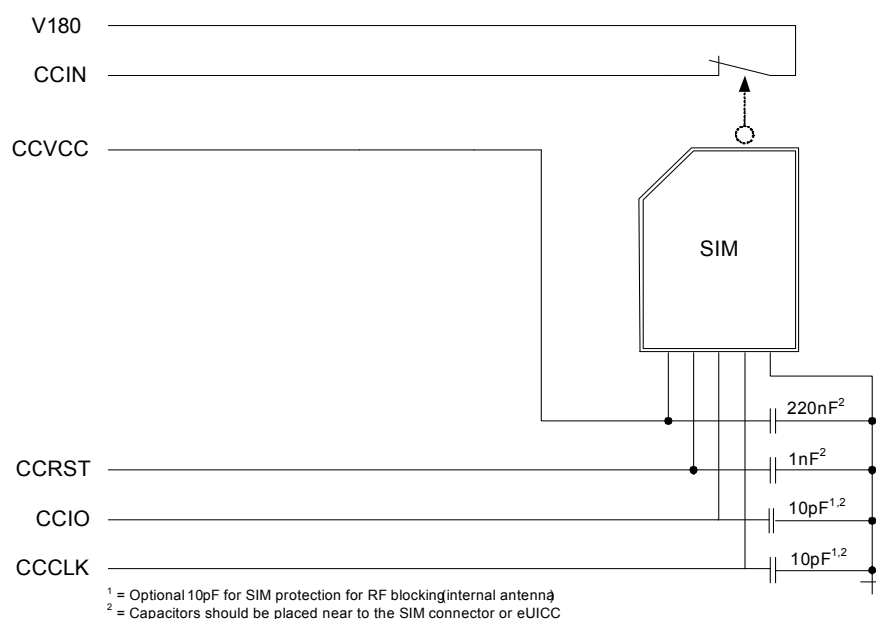 V180
CCIN
CCVCC
SIM
220nF²
CCRST
1nF²
CCIO
10pF¹,²
CCCLK
10pF¹,²
¹ = Optional 10pF for SIM protection for RF blocking(internal antenna)
² = Capacitors should be placed near to the SIM connector or eUICC